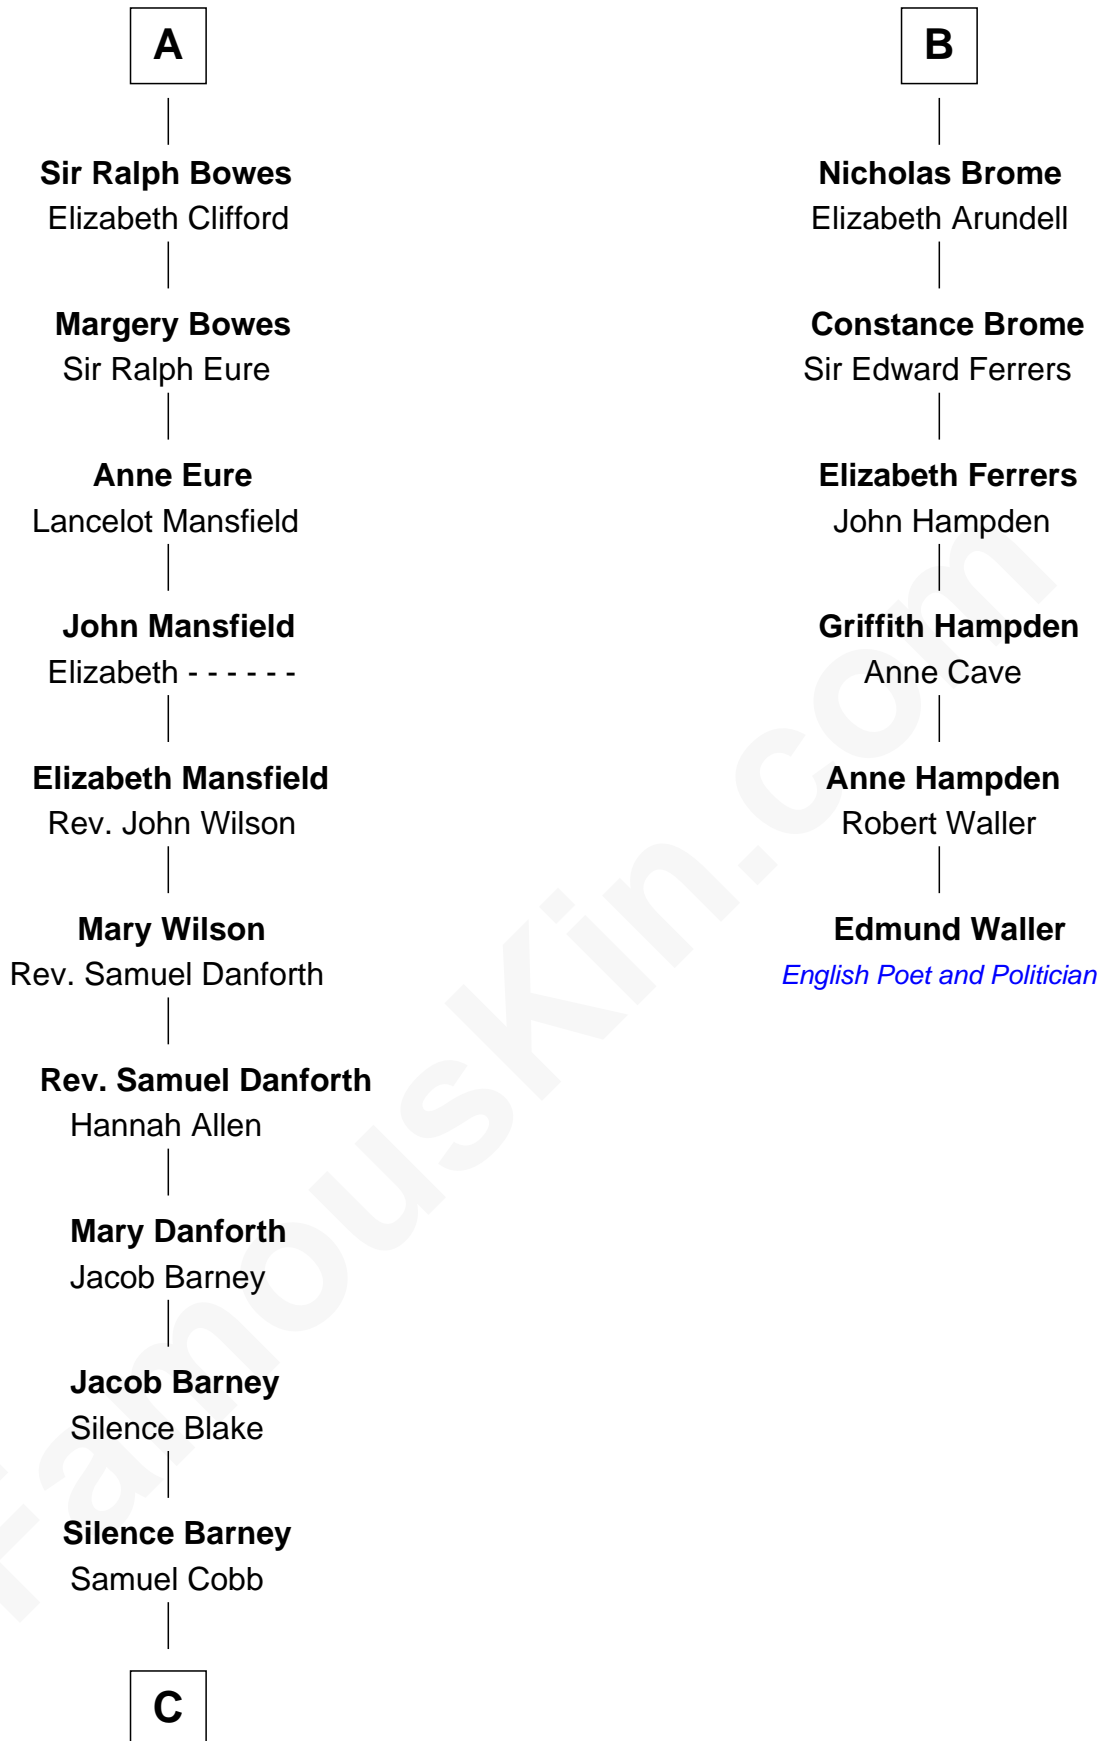 A
Sir Ralph Bowes
Elizabeth Clifford
Margery Bowes
Sir Ralph Eure
Anne Eure
Lancelot Mansfield
John Mansfield
Elizabeth - - - - - -
Elizabeth Mansfield
Rev. John Wilson
Mary Wilson
Rev. Samuel Danforth
Rev. Samuel Danforth
Hannah Allen
Mary Danforth
Jacob Barney
Jacob Barney
Silence Blake
Silence Barney
Samuel Cobb
C
B
Nicholas Brome
Elizabeth Arundell
Constance Brome
Sir Edward Ferrers
Elizabeth Ferrers
John Hampden
Griffith Hampden
Anne Cave
Anne Hampden
Robert Waller
Edmund Waller
English Poet and Politician
FamousKin.com